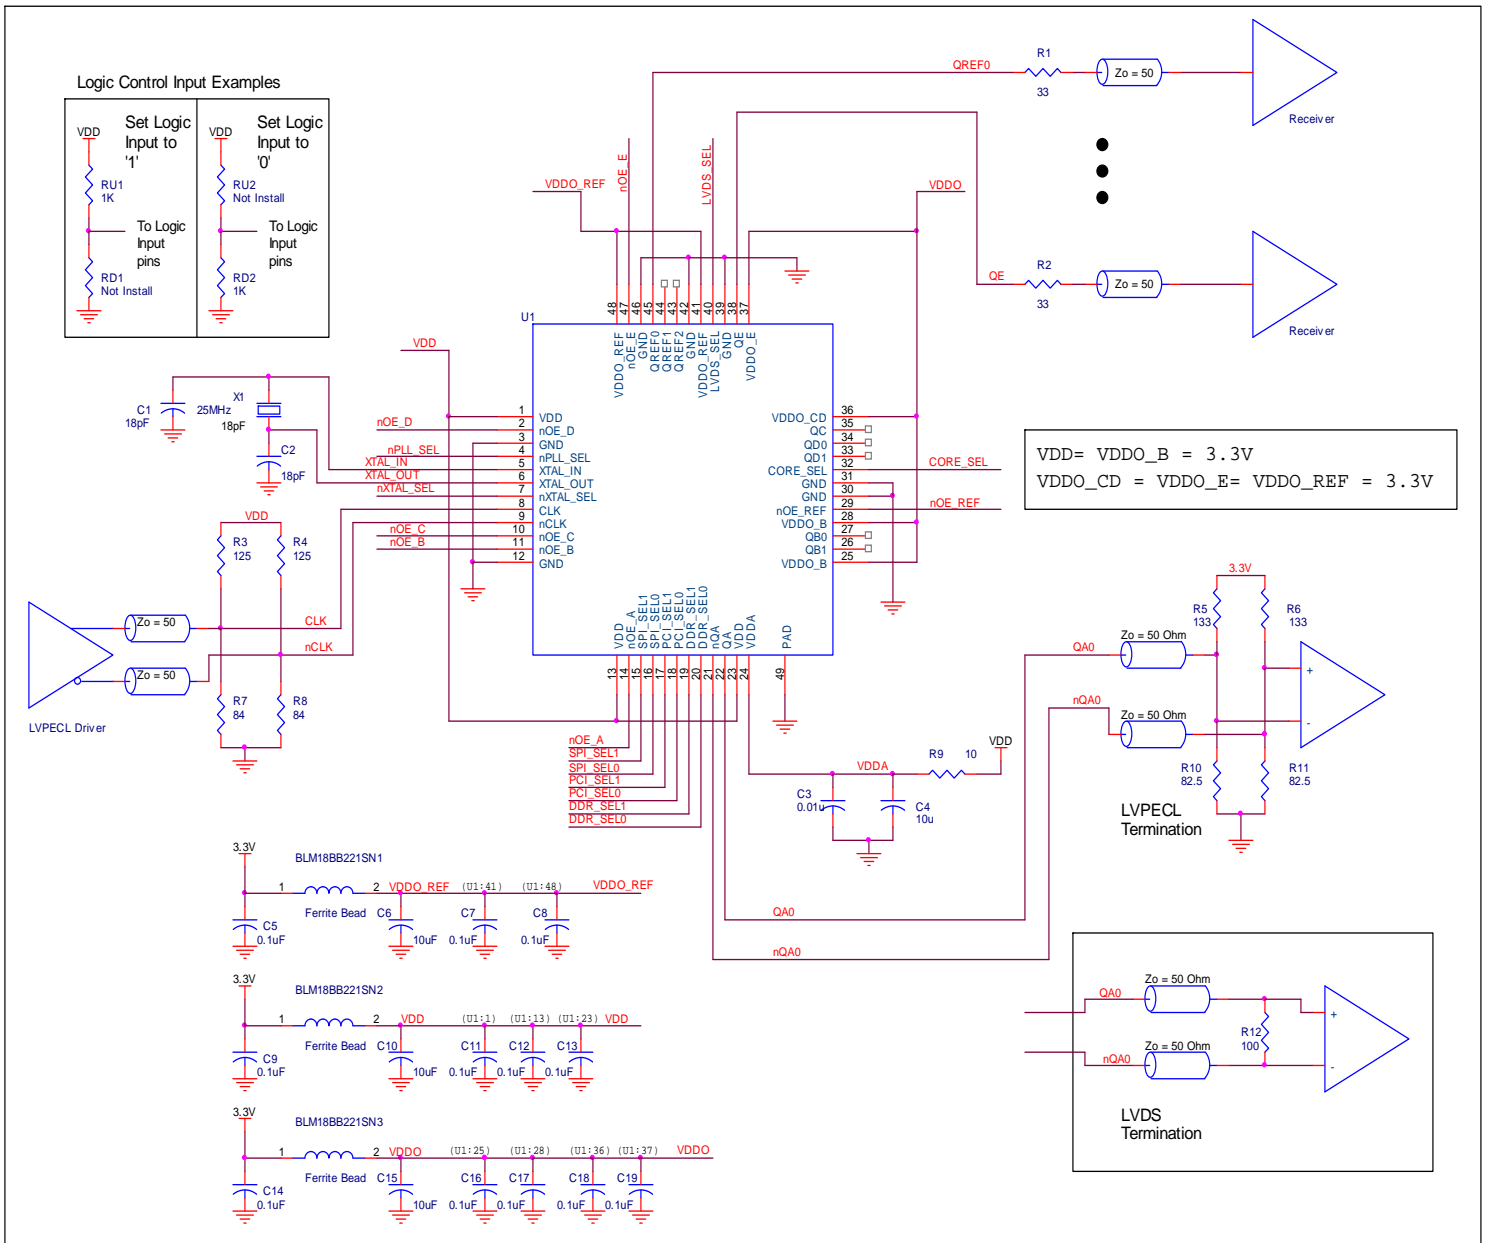 Logic Control Input Examples
VDD
Set Logic
Input to
'1'
RU1
1K
To Logic
Input
pins
RD1
Not Install
VDD
Set Logic
Input to
'0'
RU2
Not Install
To Logic
Input
pins
RD2
1K
QREF0
R1
33
Zo = 50
Receiver
QE
R2
33
Zo = 50
Receiver
VDDO_REF
nOE_E
LVDS_SEL
VDDO
U1
48
47
46
45
44
43
42
41
40
39
38
37
VDDO_REF
nOE_E
GND
QREF0
QREF1
QREF2
GND
VDDO_REF
LVDS_SEL
GND
QE
VDDO_E
VDD
C1
18pF
X1
25MHz
18pF
C2
18pF
nOE_D
nPLL_SEL
XTAL_IN
XTAL_OUT
nXTAL_SEL
nOE_C
nOE_B
1 VDD
2 nOE_D
3 GND
4 nPLL_SEL
5 XTAL_IN
6 XTAL_OUT
7 nXTAL_SEL
8 CLK
9 nCLK
10 nOE_C
11 nOE_B
12 GND
VDDO_CD 36
QC 35
QD0 34
QD1 33
CORE_SEL 32
GND 31
GND 30
nOE_REF 29
VDDO_B 28
QB0 27
QB1 26
VDDO_B 25
CORE_SEL
nOE_REF
VDD= VDDO_B = 3.3V
VDDO_CD = VDDO_E= VDDO_REF = 3.3V
VDD
nOE_A
SPI_SEL1
SPI_SEL0
PCI_SEL1
PCI_SEL0
DDR_SEL1
DDR_SEL0
nQA
QA
VDD
VDDA
PAD
13
14
15
16
17
18
19
20
21
22
23
24
49
VDD
R3
125
R4
125
Zo = 50
CLK
Zo = 50
nCLK
R7
84
R8
84
LVPECL Driver
nOE_A
SPI_SEL1
SPI_SEL0
PCI_SEL1
PCI_SEL0
DDR_SEL1
DDR_SEL0
VDDA
R9 10
VDD
C3
0.01u
C4
10u
3.3V
R5
133
R6
133
QA0
Zo = 50 Ohm
+
nQA0
Zo = 50 Ohm
-
R10
82.5
R11
82.5
LVPECL
Termination
QA0
nQA0
QA0
Zo = 50 Ohm
+
R12
100
nQA0
Zo = 50 Ohm
-
LVDS
Termination
3.3V
BLM18BB221SN1
1
2
VDDO_REF
(U1:41)
(U1:48)
VDDO_REF
Ferrite Bead
C5
0.1uF
C6
10uF
C7
0.1uF
C8
0.1uF
3.3V
BLM18BB221SN2
1
2
VDD
(U1:1)
(U1:13)
(U1:23)
VDD
Ferrite Bead
C9
0.1uF
C10
10uF
C11
0.1uF
C12
0.1uF
C13
0.1uF
3.3V
BLM18BB221SN3
1
2
VDDO
(U1:25)
(U1:28)
(U1:36)
(U1:37)
VDDO
Ferrite Bead
C14
0.1uF
C15
10uF
C16
0.1uF
C17
0.1uF
C18
0.1uF
C19
0.1uF